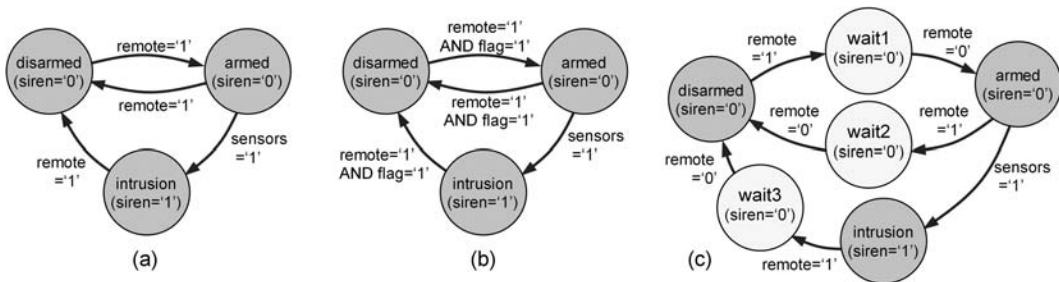 remote=‘1’
disarmed
(siren=‘0’)
armed
(siren=‘0’)
remote=‘1’
remote
=‘1’
sensors
=‘1’
intrusion
(siren=‘1’)
(a)
remote=‘1’
AND flag=‘1’
disarmed
(siren=‘0’)
armed
(siren=‘0’)
remote=‘1’
AND flag=‘1’
remote=‘1’
AND flag=‘1’
sensors
=‘1’
intrusion
(siren=‘1’)
(b)
remote
=‘1’
wait1
(siren=‘0’)
remote
=‘0’
disarmed
(siren=‘0’)
armed
(siren=‘0’)
remote
=‘0’
wait2
(siren=‘0’)
remote
=‘1’
remote
=‘0’
sensors
=‘1’
wait3
(siren=‘0’)
intrusion
(siren=‘1’)
remote=‘1’
(c)